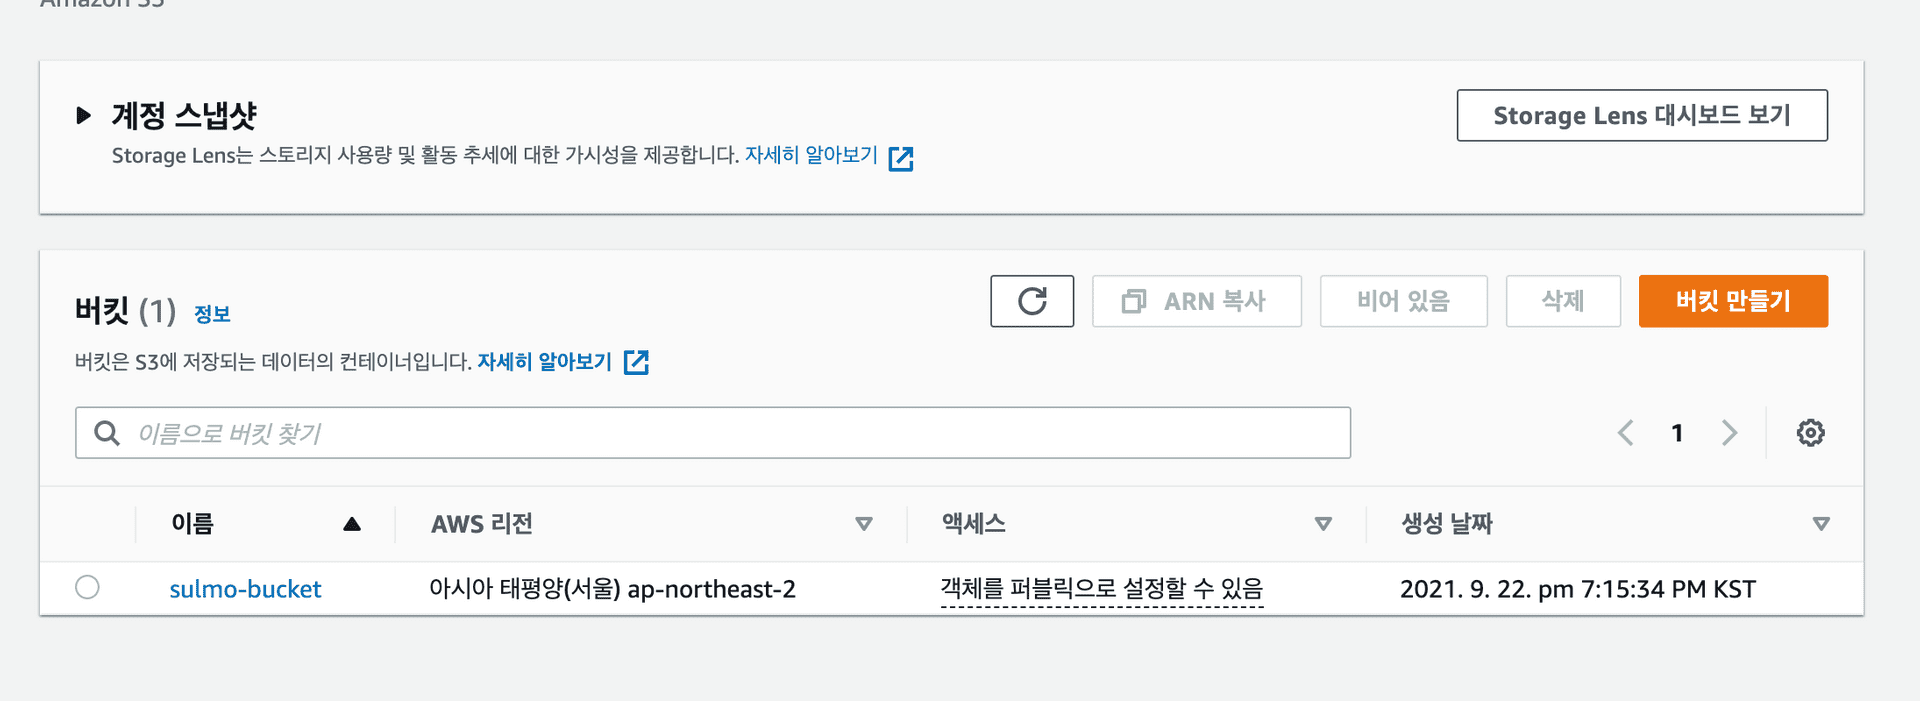 Amazon S3
계정 스냅샷
Storage Lens 대시보드 보기
Storage Lens는 스토리지 사용량 및 활동 추세에 대한 가시성을 제공합니다. 자세히 알아보기
버킷 (1) 정보
ARN 복사
비어 있음
삭제
버킷 만들기
버킷은 S3에 저장되는 데이터의 컨테이너입니다. 자세히 알아보기
이름으로 버킷 찾기
1
이름 AWS 리전 액세스 생성 날짜
sulmo-bucket 아시아 태평양(서울) ap-northeast-2 객체를 퍼블릭으로 설정할 수 있음 2021. 9. 22. pm 7:15:34 PM KST